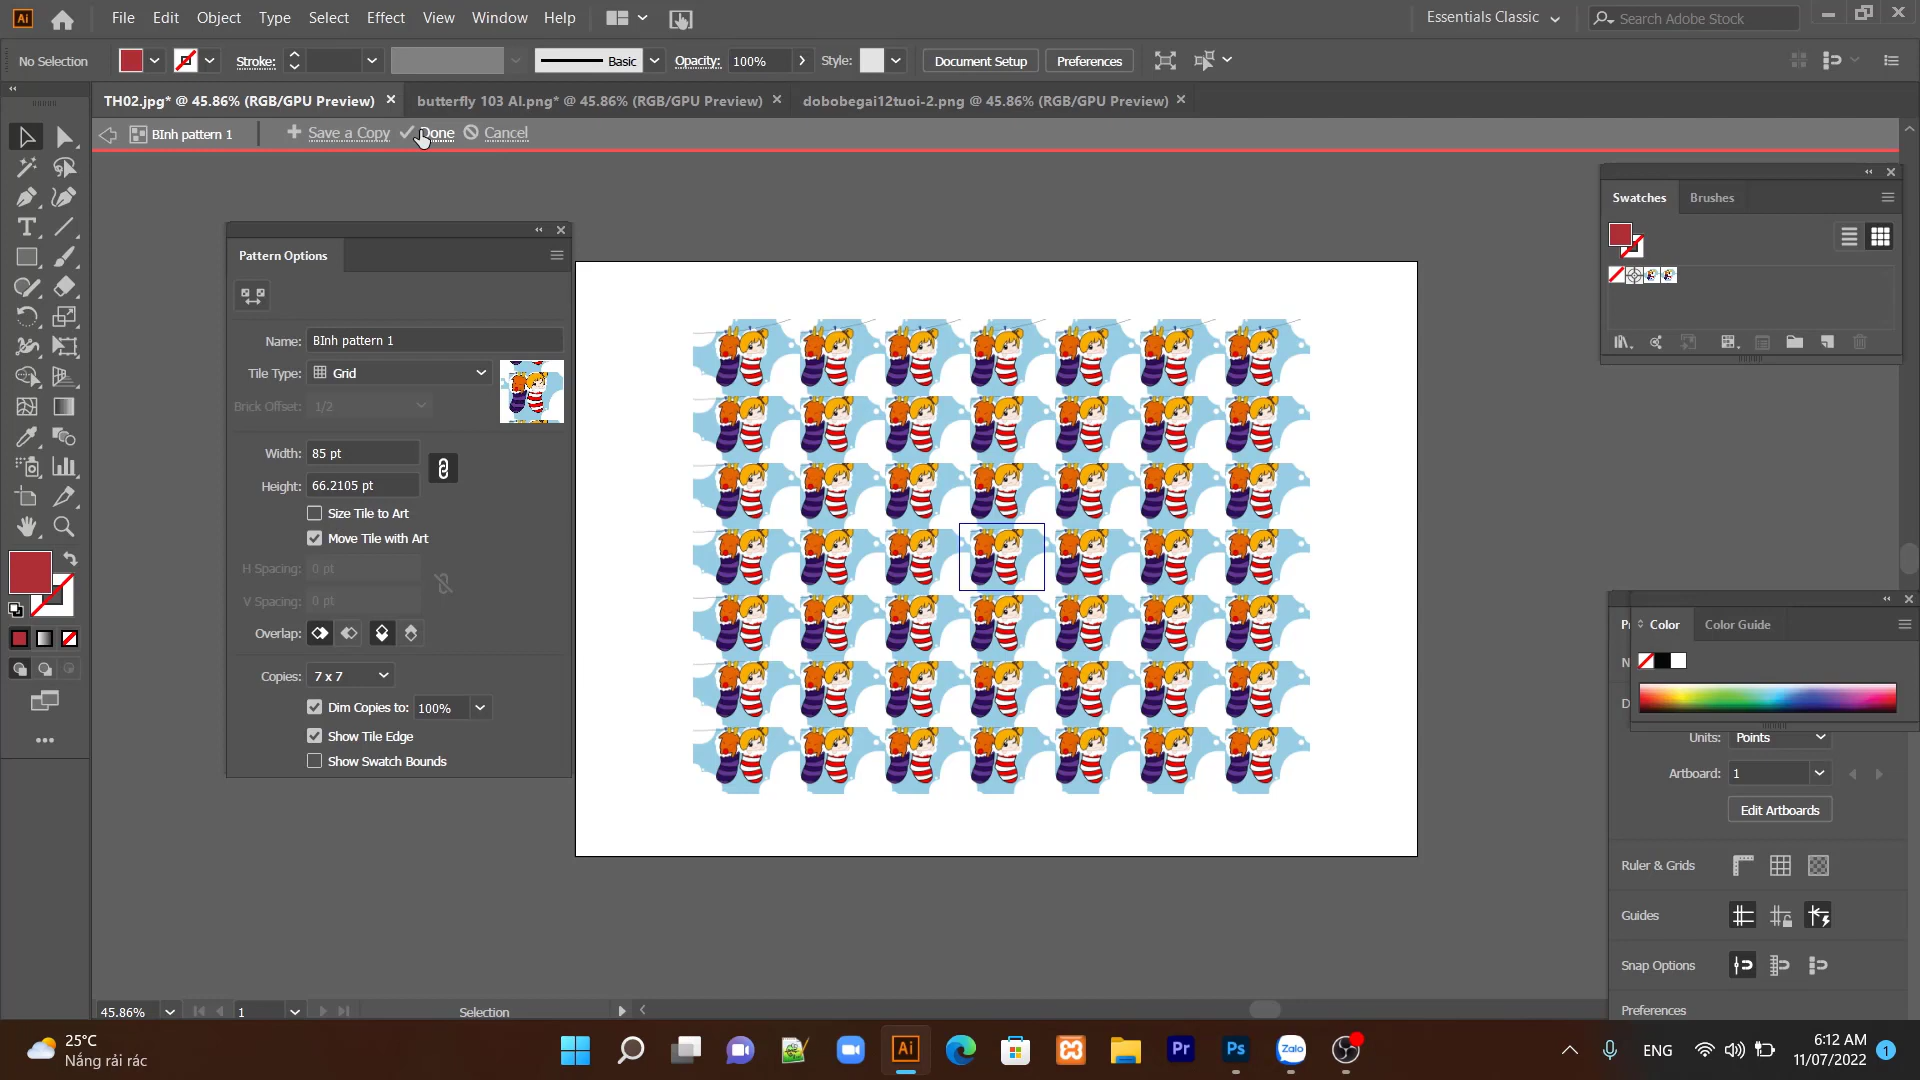 Ai File Edit Object Type Select Effect View Window Help Essentials Classic Search Adobe Stock
No Selection Stroke: Basic Opacity: 100% Style: Document Setup Preferences
TH02.jpg* @ 45.86% (RGB/GPU Preview) butterfly 103 AI.png* @ 45.86% (RGB/GPU Preview) dobobegai12tuoi-2.png @ 45.86% (RGB/GPU Preview)
BInh pattern 1 Save a Copy Done Cancel
Pattern Options
Name: BInh pattern 1
Tile Type: Grid
Brick Offset: 1/2
Width: 85 pt
Height: 66.2105 pt
Size Tile to Art
Move Tile with Art
H Spacing: 0 pt
V Spacing: 0 pt
Overlap:
Copies: 7 x 7
Dim Copies to: 100%
Show Tile Edge
Show Swatch Bounds
Swatches Brushes
Color Color Guide
Units: Points
Artboard: 1
Edit Artboards
Ruler & Grids
Guides
Snap Options
Preferences
45.86% 1 Selection
25°C
Nắng rải rác
Ai Pr Ps Zalo
ENG
6:12 AM
11/07/2022
1